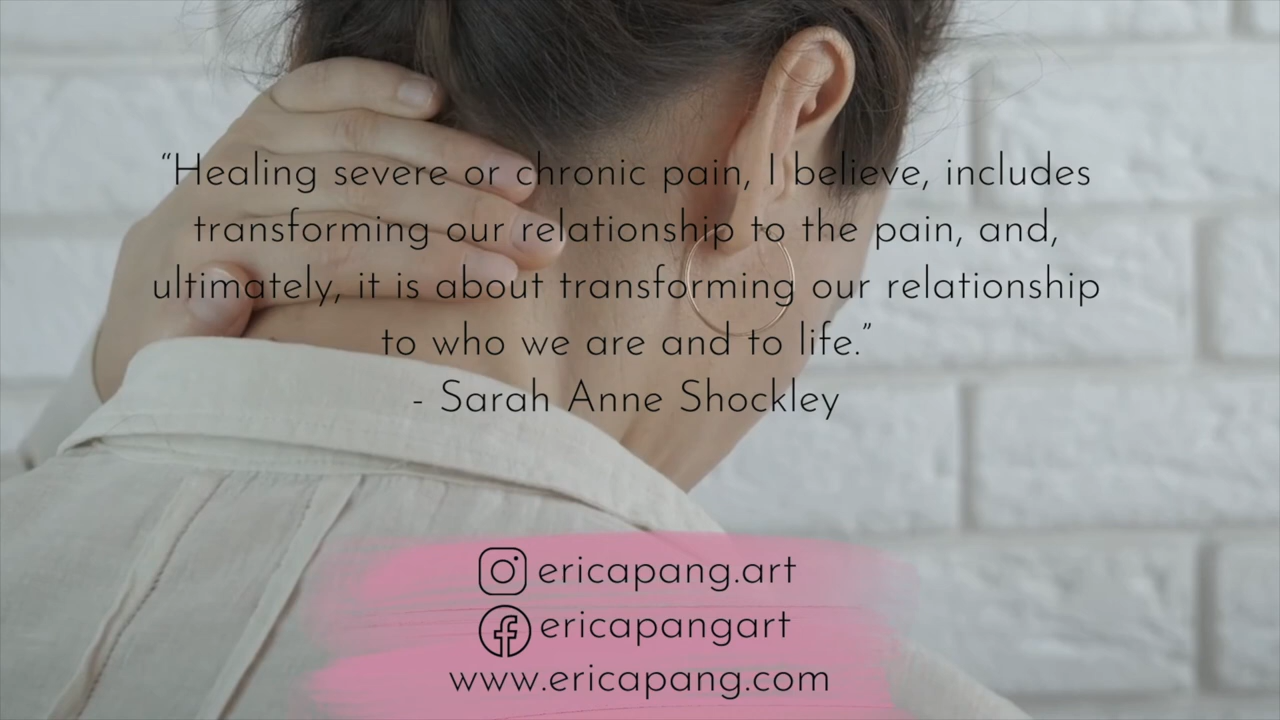 “Healing severe or chronic pain, I believe, includes
transforming our relationship to the pain, and,
ultimately, it is about transforming our relationship
to who we are and to life.”
- Sarah Anne Shockley
ericapang.art
ericapangart
www.ericapang.com